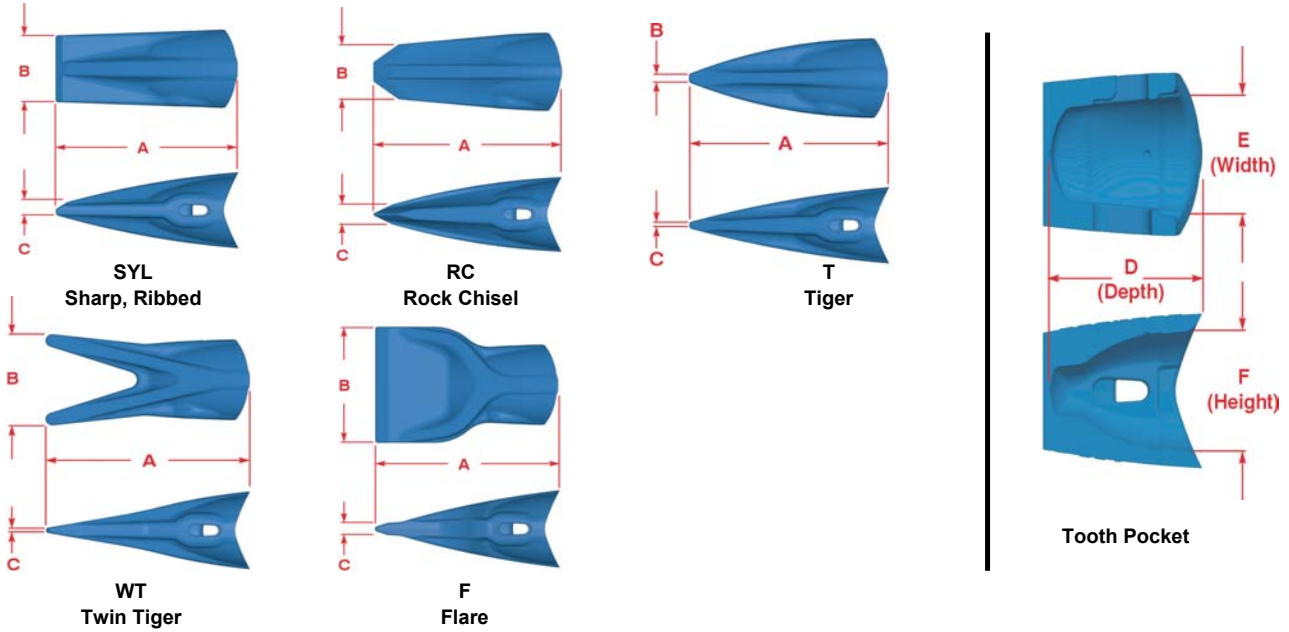 B
A
C
SYL
Sharp, Ribbed
B
A
C
RC
Rock Chisel
B
A
C
T
Tiger
B
A
C
WT
Twin Tiger
B
A
C
F
Flare
E
(Width)
D
(Depth)
F
(Height)
Tooth Pocket